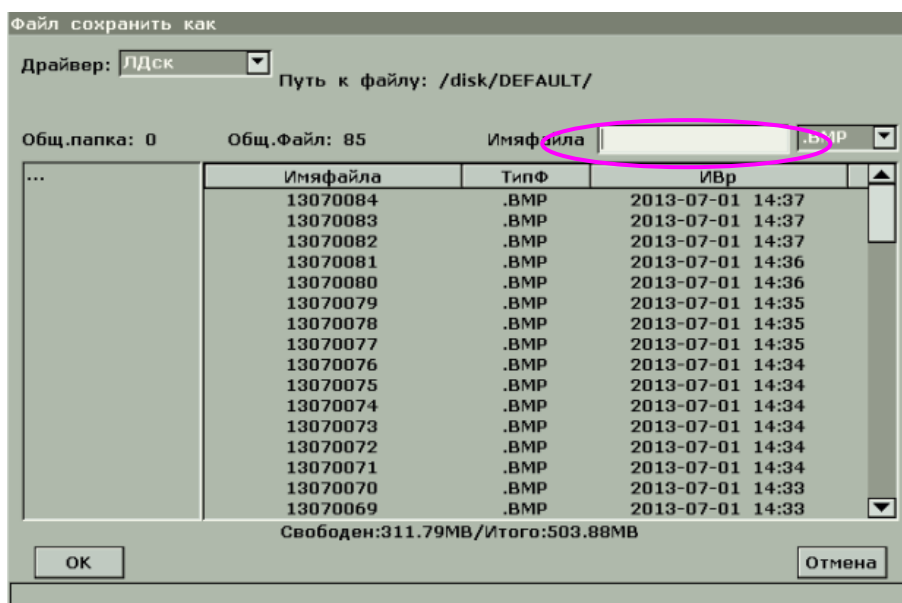 Файл сохранить как
Драйвер: ЛДск
Путь к файлу: /disk/DEFAULT/
Общ.папка: 0 Общ.Файл: 85 Имяфайла .BMP
...
Имяфайла ТипФ ИВр
13070084 .BMP 2013-07-01 14:37
13070083 .BMP 2013-07-01 14:37
13070082 .BMP 2013-07-01 14:37
13070081 .BMP 2013-07-01 14:36
13070080 .BMP 2013-07-01 14:36
13070079 .BMP 2013-07-01 14:35
13070078 .BMP 2013-07-01 14:35
13070077 .BMP 2013-07-01 14:35
13070076 .BMP 2013-07-01 14:34
13070075 .BMP 2013-07-01 14:34
13070074 .BMP 2013-07-01 14:34
13070073 .BMP 2013-07-01 14:34
13070072 .BMP 2013-07-01 14:34
13070071 .BMP 2013-07-01 14:34
13070070 .BMP 2013-07-01 14:33
13070069 .BMP 2013-07-01 14:33
Свободен:311.79MB/Итого:503.88MB
OK Отмена